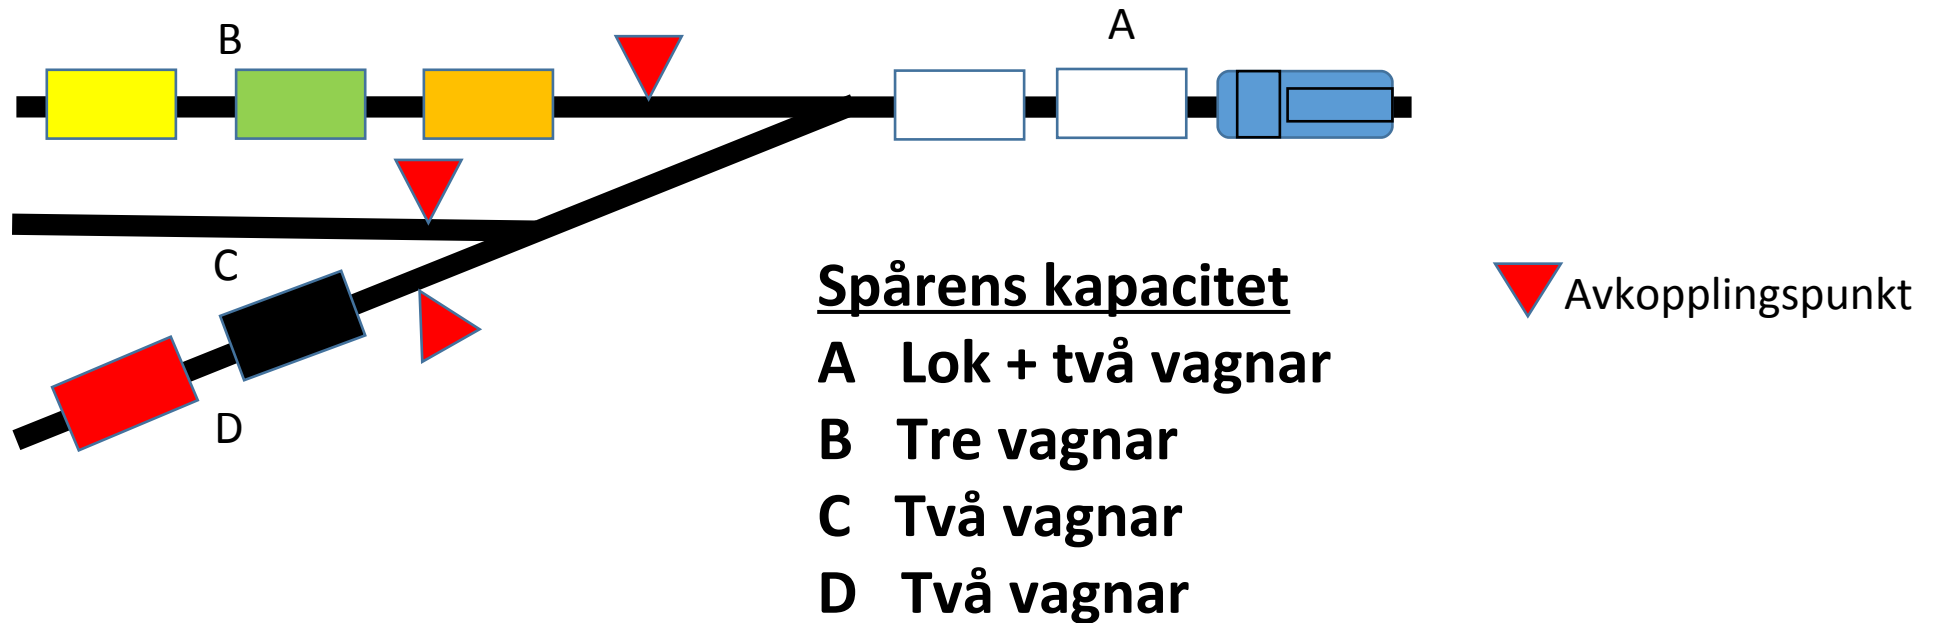 B
A
C
D
Spårens kapacitet
A Lok + två vagnar
B Tre vagnar
C Två vagnar
D Två vagnar
Avkopplingspunkt